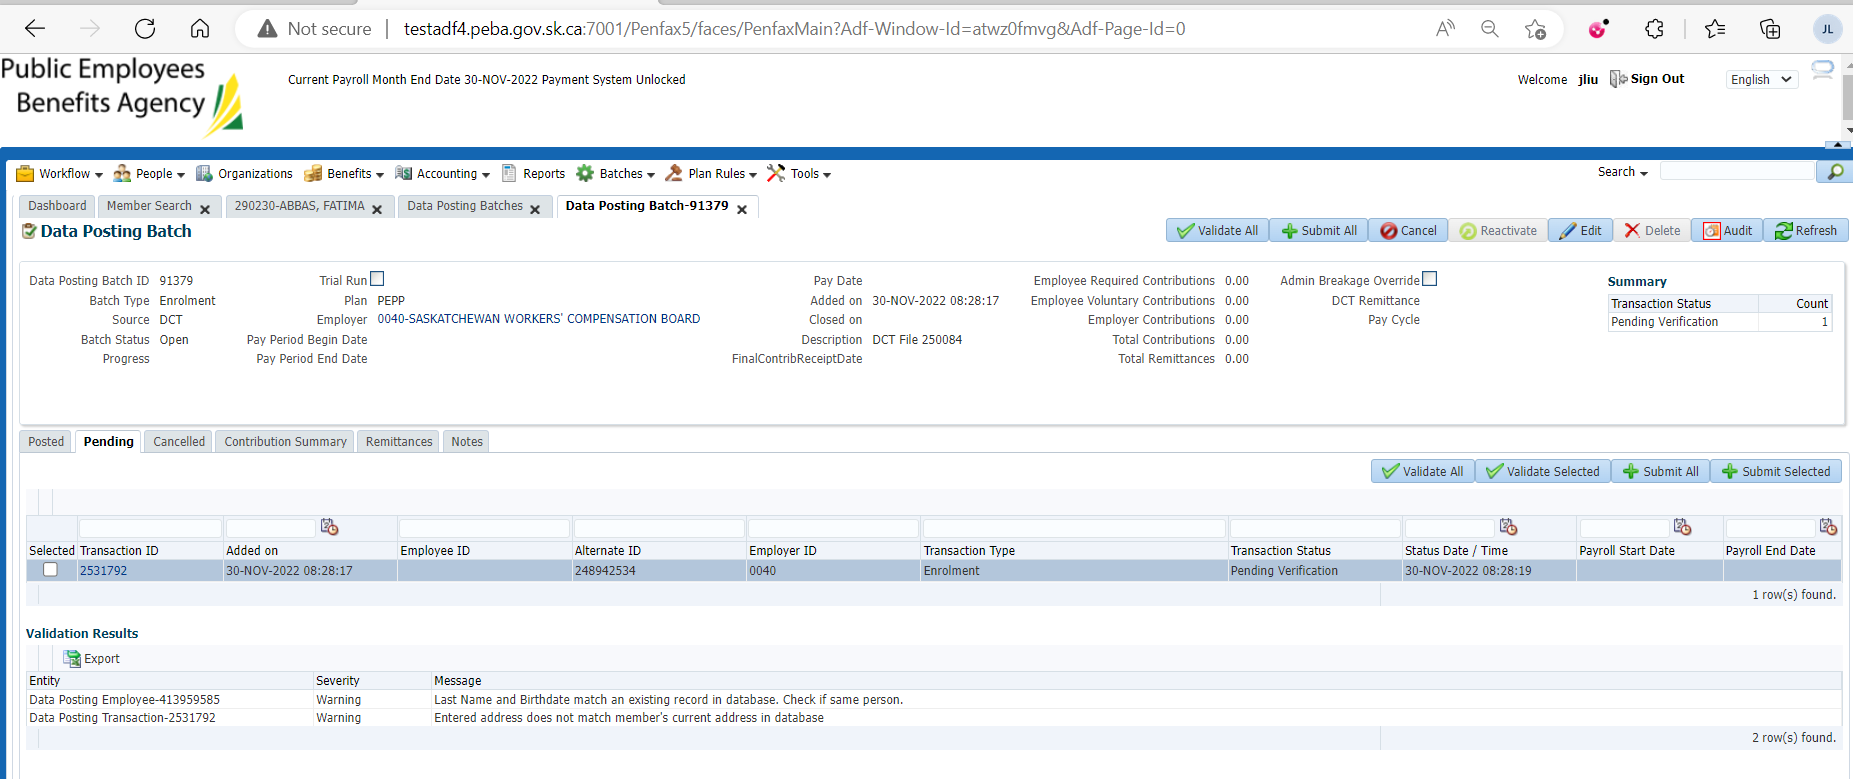 Not secure | testadf4.peba.gov.sk.ca:7001/Penfax5/faces/PenfaxMain?Adf-Window-Id=atwz0fmvg&Adf-Page-Id=0 JL
Public Employees
Benefits Agency
Current Payroll Month End Date 30-NOV-2022 Payment System Unlocked
Welcome jliu Sign Out English
Workflow People Organizations Benefits Accounting Reports Batches Plan Rules Tools Search
Dashboard Member Search 290230-ABBAS, FATIMA Data Posting Batches Data Posting Batch-91379
Data Posting Batch Validate All Submit All Cancel Reactivate Edit Delete Audit Refresh
Data Posting Batch ID 91379 Trial Run Pay Date Employee Required Contributions 0.00 Admin Breakage Override Summary
Batch Type Enrolment Plan PEPP Added on 30-NOV-2022 08:28:17 Employee Voluntary Contributions 0.00 DCT Remittance Transaction Status Count
Source DCT Employer 0040-SASKATCHEWAN WORKERS' COMPENSATION BOARD Closed on Employer Contributions 0.00 Pay Cycle Pending Verification 1
Batch Status Open Pay Period Begin Date Description DCT File 250084 Total Contributions 0.00
Progress Pay Period End Date FinalContribReceiptDate Total Remittances 0.00
Posted Pending Cancelled Contribution Summary Remittances Notes
Validate All Validate Selected Submit All Submit Selected
Selected Transaction ID Added on Employee ID Alternate ID Employer ID Transaction Type Transaction Status Status Date / Time Payroll Start Date Payroll End Date
2531792 30-NOV-2022 08:28:17 248942534 0040 Enrolment Pending Verification 30-NOV-2022 08:28:19
1 row(s) found.
Validation Results
Export
Entity Severity Message
Data Posting Employee-413959585 Warning Last Name and Birthdate match an existing record in database. Check if same person.
Data Posting Transaction-2531792 Warning Entered address does not match member's current address in database
2 row(s) found.